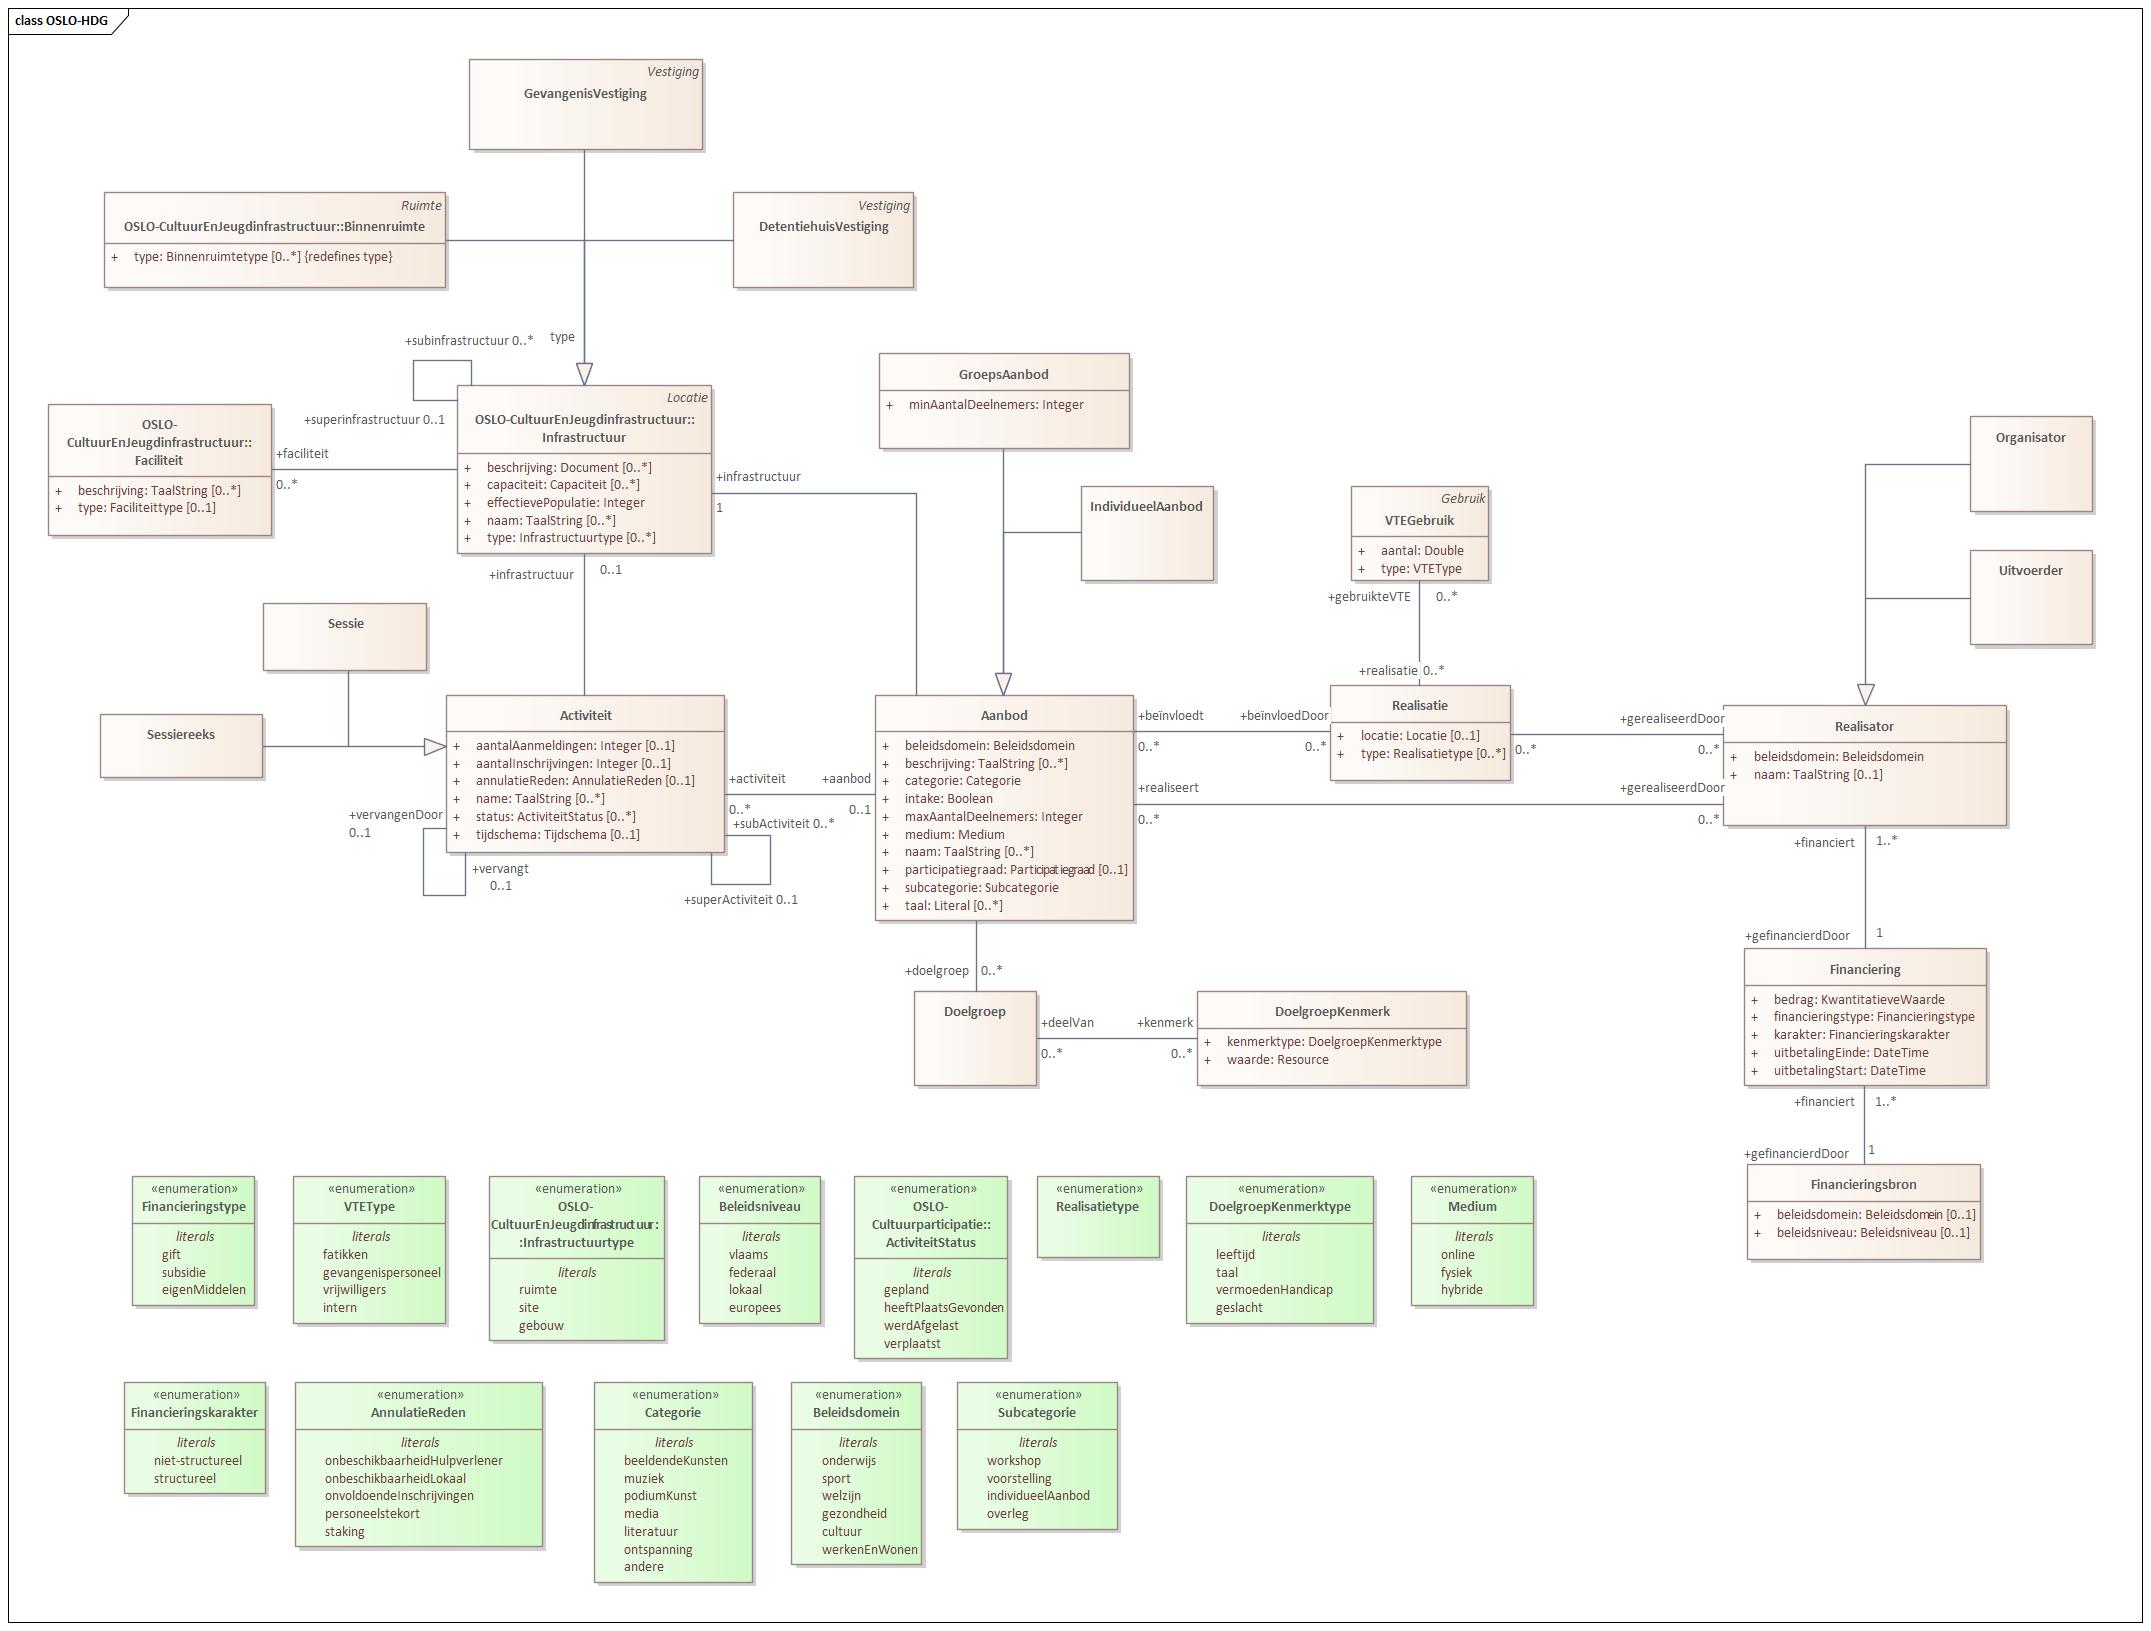 class OSLO-HDG
Vestiging
GevangenisVestiging
Ruimte
OSLO-CultuurEnJeugdinfrastructuur::Binnenruimte
+ type: Binnenruimtetype [0..*] {redefines type}
Vestiging
DetentiehuisVestiging
type
+subinfrastructuur 0..*
+superinfrastructuur 0..1
OSLO-
CultuurEnJeugdinfrastructuur::
Faciliteit
+ beschrijving: TaalString [0..*]
+ type: Faciliteittype [0..1]
+faciliteit
0..*
Locatie
OSLO-CultuurEnJeugdinfrastructuur::
Infrastructuur
+ beschrijving: Document [0..*]
+ capaciteit: Capaciteit [0..*]
+ effectievePopulatie: Integer
+ naam: TaalString [0..*]
+ type: Infrastructuurtype [0..*]
+infrastructuur
1
+infrastructuur
0..1
GroepsAanbod
+ minAantalDeelnemers: Integer
IndividueelAanbod
Gebruik
VTEGebruik
+ aantal: Double
+ type: VTEType
+gebruikteVTE
0..*
+realisatie 0..*
Organisator
Uitvoerder
Sessie
Sessiereeks
Activiteit
+ aantalAanmeldingen: Integer [0..1]
+ aantalInschrijvingen: Integer [0..1]
+ annulatieReden: AnnulatieReden [0..1]
+ name: TaalString [0..*]
+ status: ActiviteitStatus [0..*]
+ tijdschema: Tijdschema [0..1]
+vervangenDoor
0..1
+vervangt
0..1
+activiteit
0..*
+aanbod
0..1
+subActiviteit 0..*
+superActiviteit 0..1
Aanbod
+ beleidsdomein: Beleidsdomein
+ beschrijving: TaalString [0..*]
+ categorie: Categorie
+ intake: Boolean
+ maxAantalDeelnemers: Integer
+ medium: Medium
+ naam: TaalString [0..*]
+ participatiegraad: Participatiegraad [0..1]
+ subcategorie: Subcategorie
+ taal: Literal [0..*]
+beïnvloedt
0..*
+beïnvloedDoor
0..*
Realisatie
+ locatie: Locatie [0..1]
+ type: Realisatietype [0..*]
0..*
+gerealiseerdDoor
0..*
+realiseert
0..*
+gerealiseerdDoor
0..*
Realisator
+ beleidsdomein: Beleidsdomein
+ naam: TaalString [0..1]
+financiert
1..*
+gefinancierdDoor
1
Financiering
+ bedrag: KwantitatieveWaarde
+ financieringstype: Financieringstype
+ karakter: Financieringskarakter
+ uitbetalingEinde: DateTime
+ uitbetalingStart: DateTime
+financiert
1..*
+gefinancierdDoor
1
Financieringsbron
+ beleidsdomein: Beleidsdomein [0..1]
+ beleidsniveau: Beleidsniveau [0..1]
+doelgroep
0..*
Doelgroep
+deelVan
0..*
+kenmerk
0..*
DoelgroepKenmerk
+ kenmerktype: DoelgroepKenmerktype
+ waarde: Resource
«enumeration»
Financieringstype
literals
gift
subsidie
eigenMiddelen
«enumeration»
VTEType
literals
fatikken
gevangenispersoneel
vrijwilligers
intern
«enumeration»
OSLO-
CultuurEnJeugdinfrastructuur:
:Infrastructuurtype
literals
ruimte
site
gebouw
«enumeration»
Beleidsniveau
literals
vlaams
federaal
lokaal
europees
«enumeration»
OSLO-
Cultuurparticipatie::
ActiviteitStatus
literals
gepland
heeftPlaatsGevonden
werdAfgelast
verplaatst
«enumeration»
Realisatietype
«enumeration»
DoelgroepKenmerktype
literals
leeftijd
taal
vermoedenHandicap
geslacht
«enumeration»
Medium
literals
online
fysiek
hybride
«enumeration»
Financieringskarakter
literals
niet-structureel
structureel
«enumeration»
AnnulatieReden
literals
onbeschikbaarheidHulpverlener
onbeschikbaarheidLokaal
onvoldoendeInschrijvingen
personeelstekort
staking
«enumeration»
Categorie
literals
beeldendeKunsten
muziek
podiumKunst
media
literatuur
ontspanning
andere
«enumeration»
Beleidsdomein
literals
onderwijs
sport
welzijn
gezondheid
cultuur
werkenEnWonen
«enumeration»
Subcategorie
literals
workshop
voorstelling
individueelAanbod
overleg